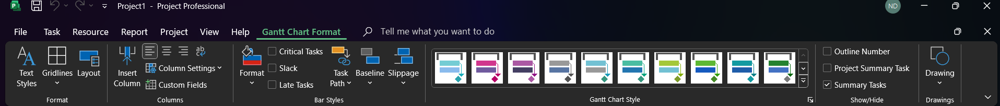 Project1 - Project Professional
ND
File Task Resource Report Project View Help Gantt Chart Format Tell me what you want to do
Text Styles
Gridlines
Layout
Format
Insert Column
ab
Column Settings
Custom Fields
Columns
Format
Critical Tasks
Slack
Late Tasks
Task Path
Baseline
Slippage
Bar Styles
Gantt Chart Style
Outline Number
Project Summary Task
Summary Tasks
Show/Hide
Drawing
Drawings